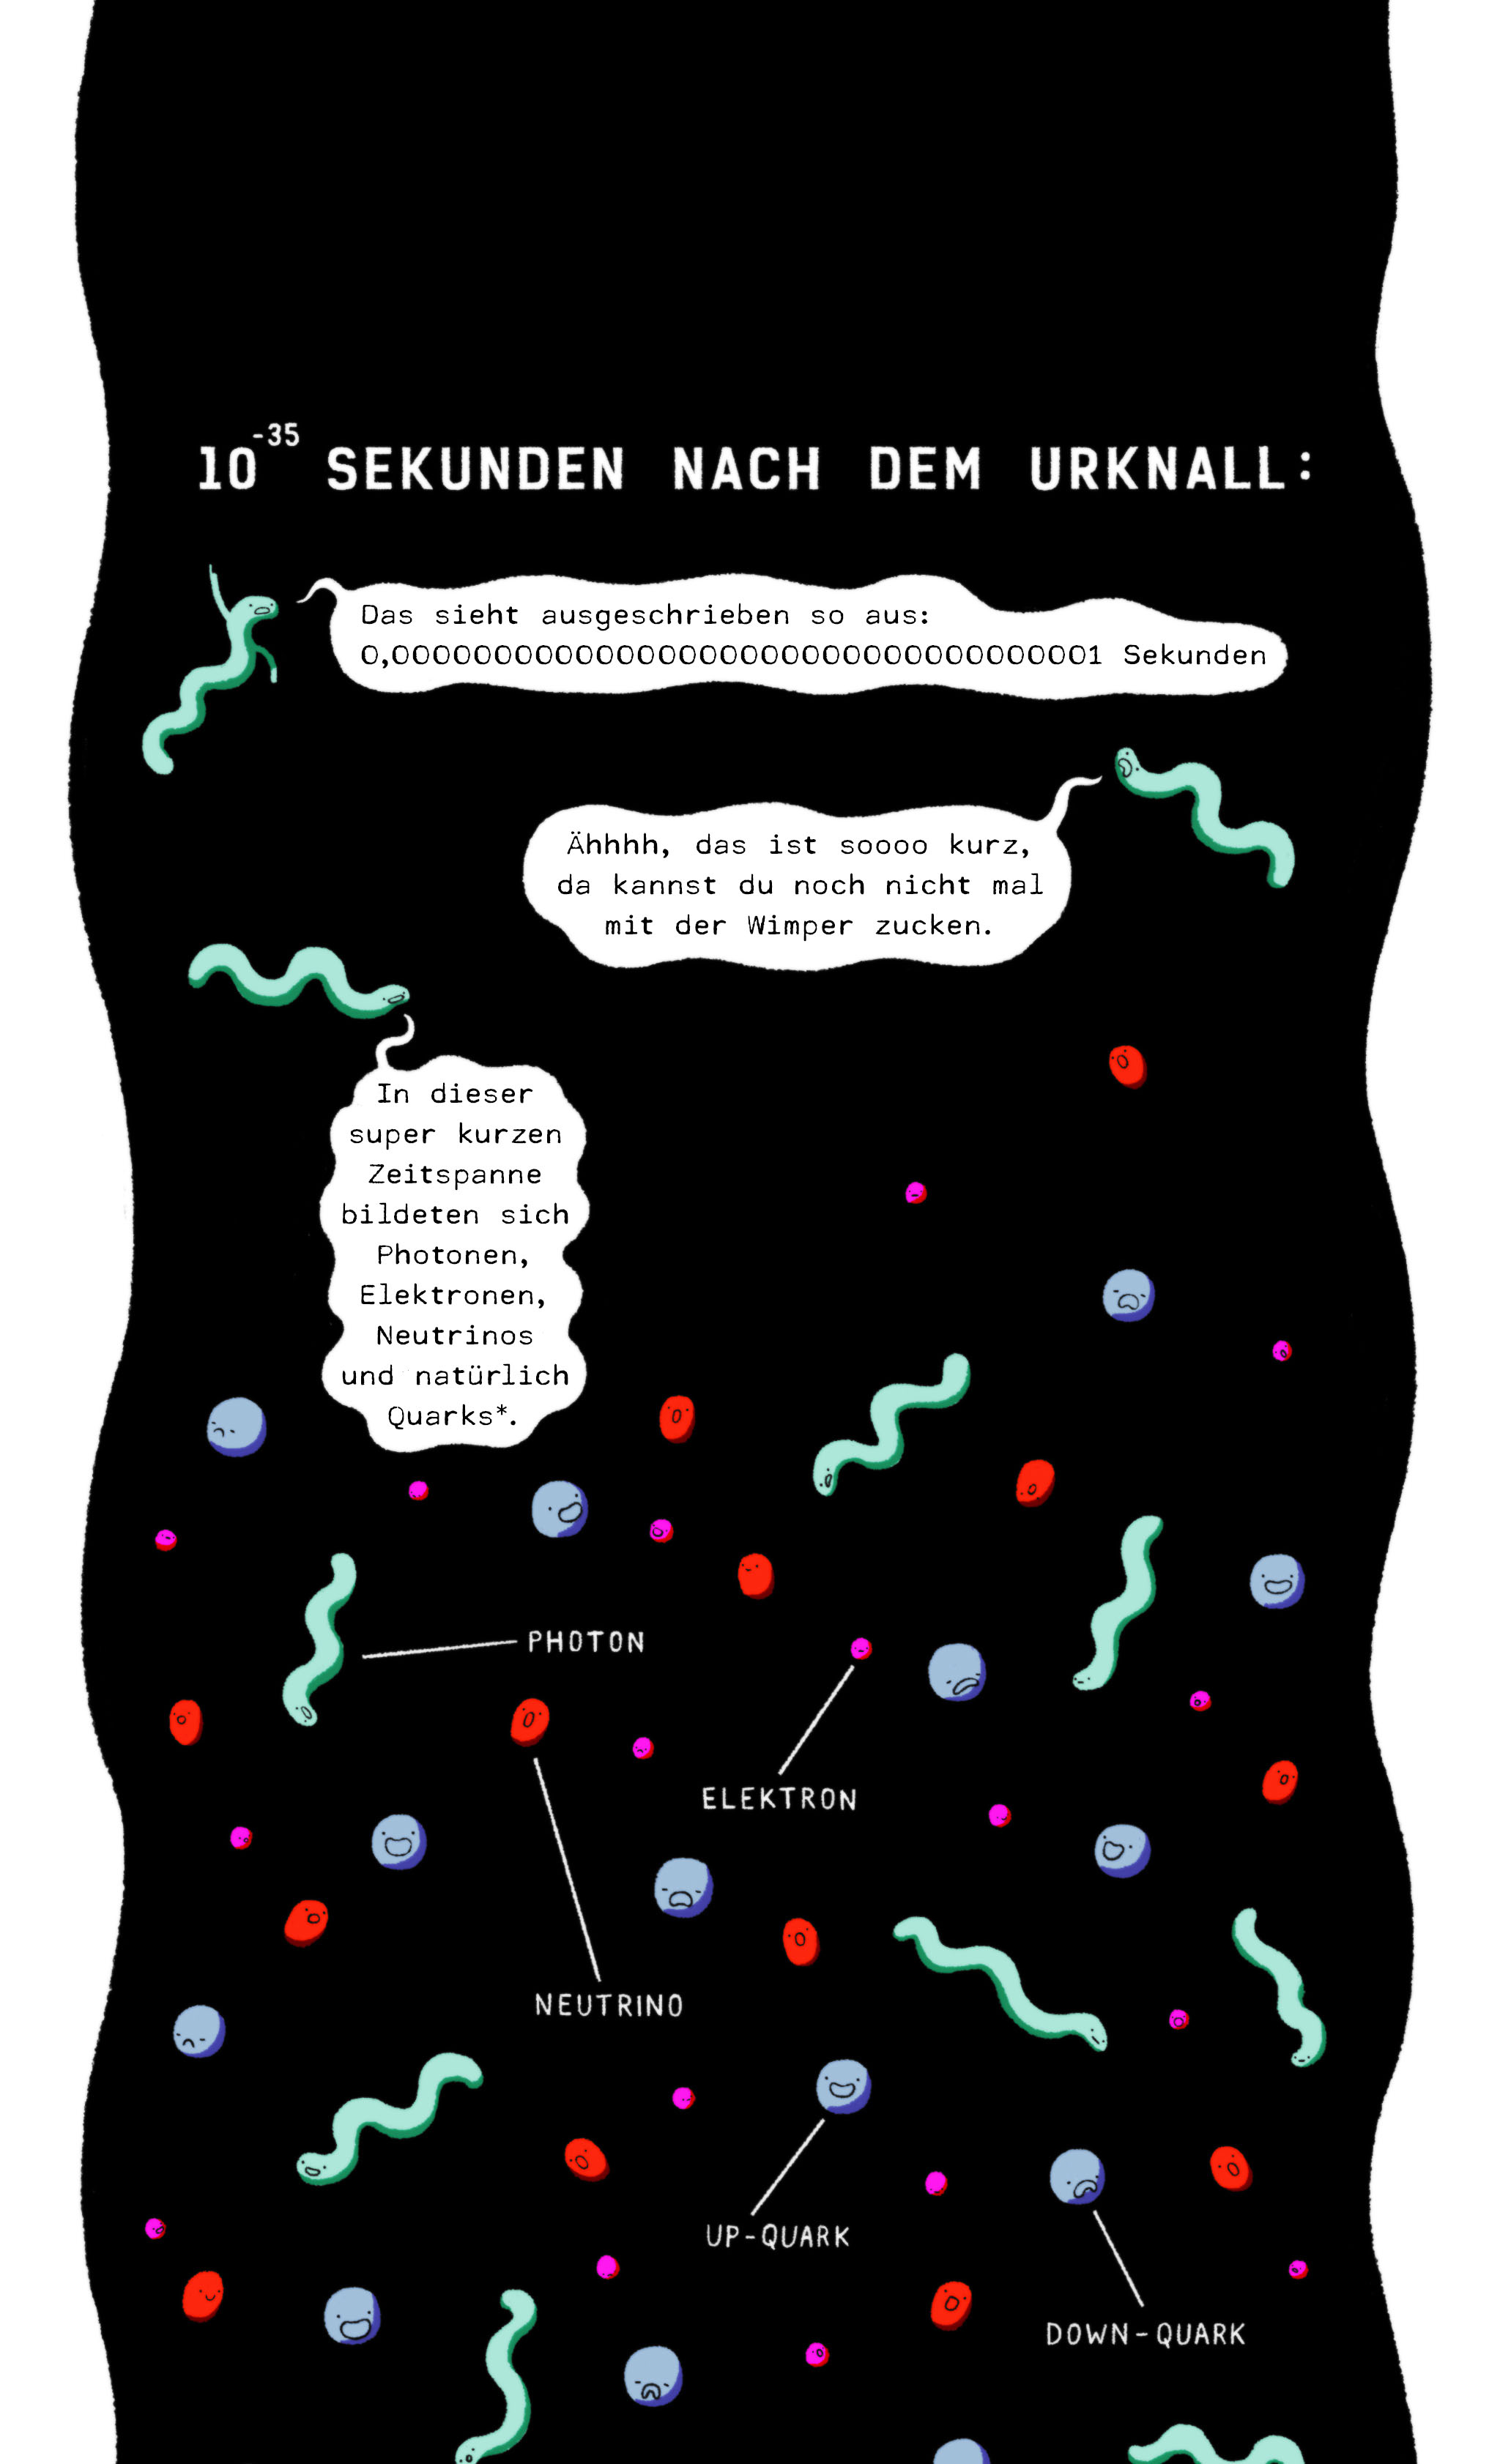 10⁻³⁵ SEKUNDEN NACH DEM URKNALL:
Das sieht ausgeschrieben so aus:
0,00000000000000000000000000000000001 Sekunden
Ähhhh, das ist soooo kurz,
da kannst du noch nicht mal
mit der Wimper zucken.
In dieser
super kurzen
Zeitspanne
bildeten sich
Photonen,
Elektronen,
Neutrinos
und natürlich
Quarks*.
PHOTON
ELEKTRON
NEUTRINO
UP-QUARK
DOWN-QUARK